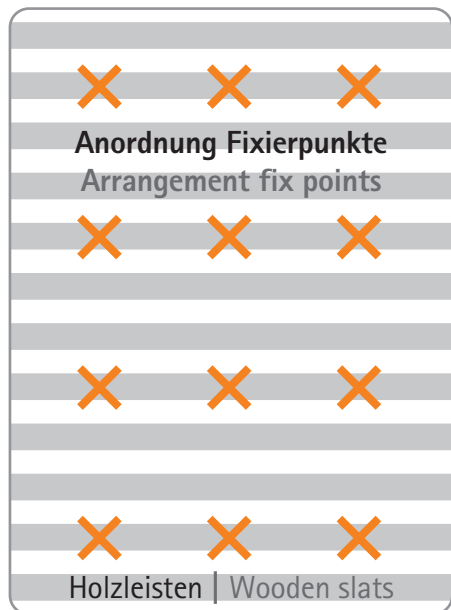 Anordnung Fixierpunkte
Arrangement fix points
Holzleisten | Wooden slats